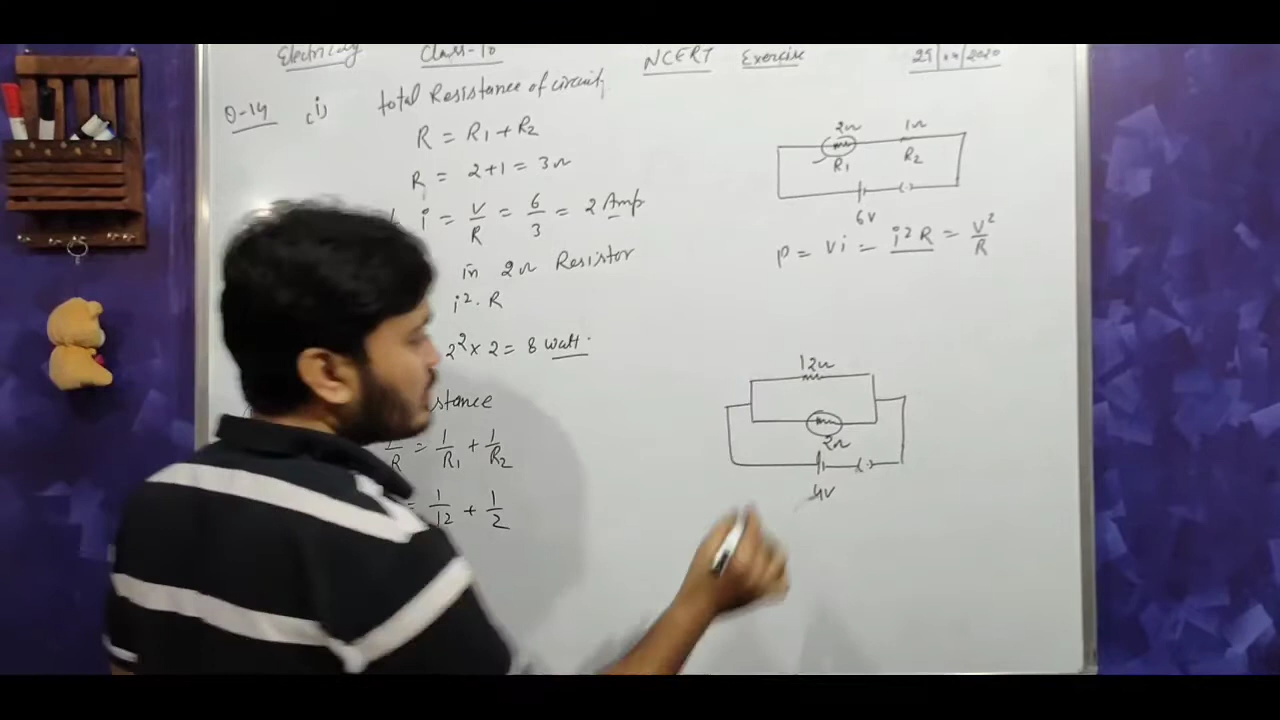 Electricity Class-10 NCERT Exercise
Q-14 (i) total Resistance of circuit,
R = R1 + R2
R = 2+1 = 3Ω
i = V/R = 6/3 = 2 Amp
in 2Ω Resistor
i². R
2² × 2 = 8 watt.
stance
1/R = 1/R1 + 1/R2
= 1/12 + 1/2
2Ω 1Ω
R1 R2
6V
P = Vi = i²R = V²/R
12Ω
2Ω
4V